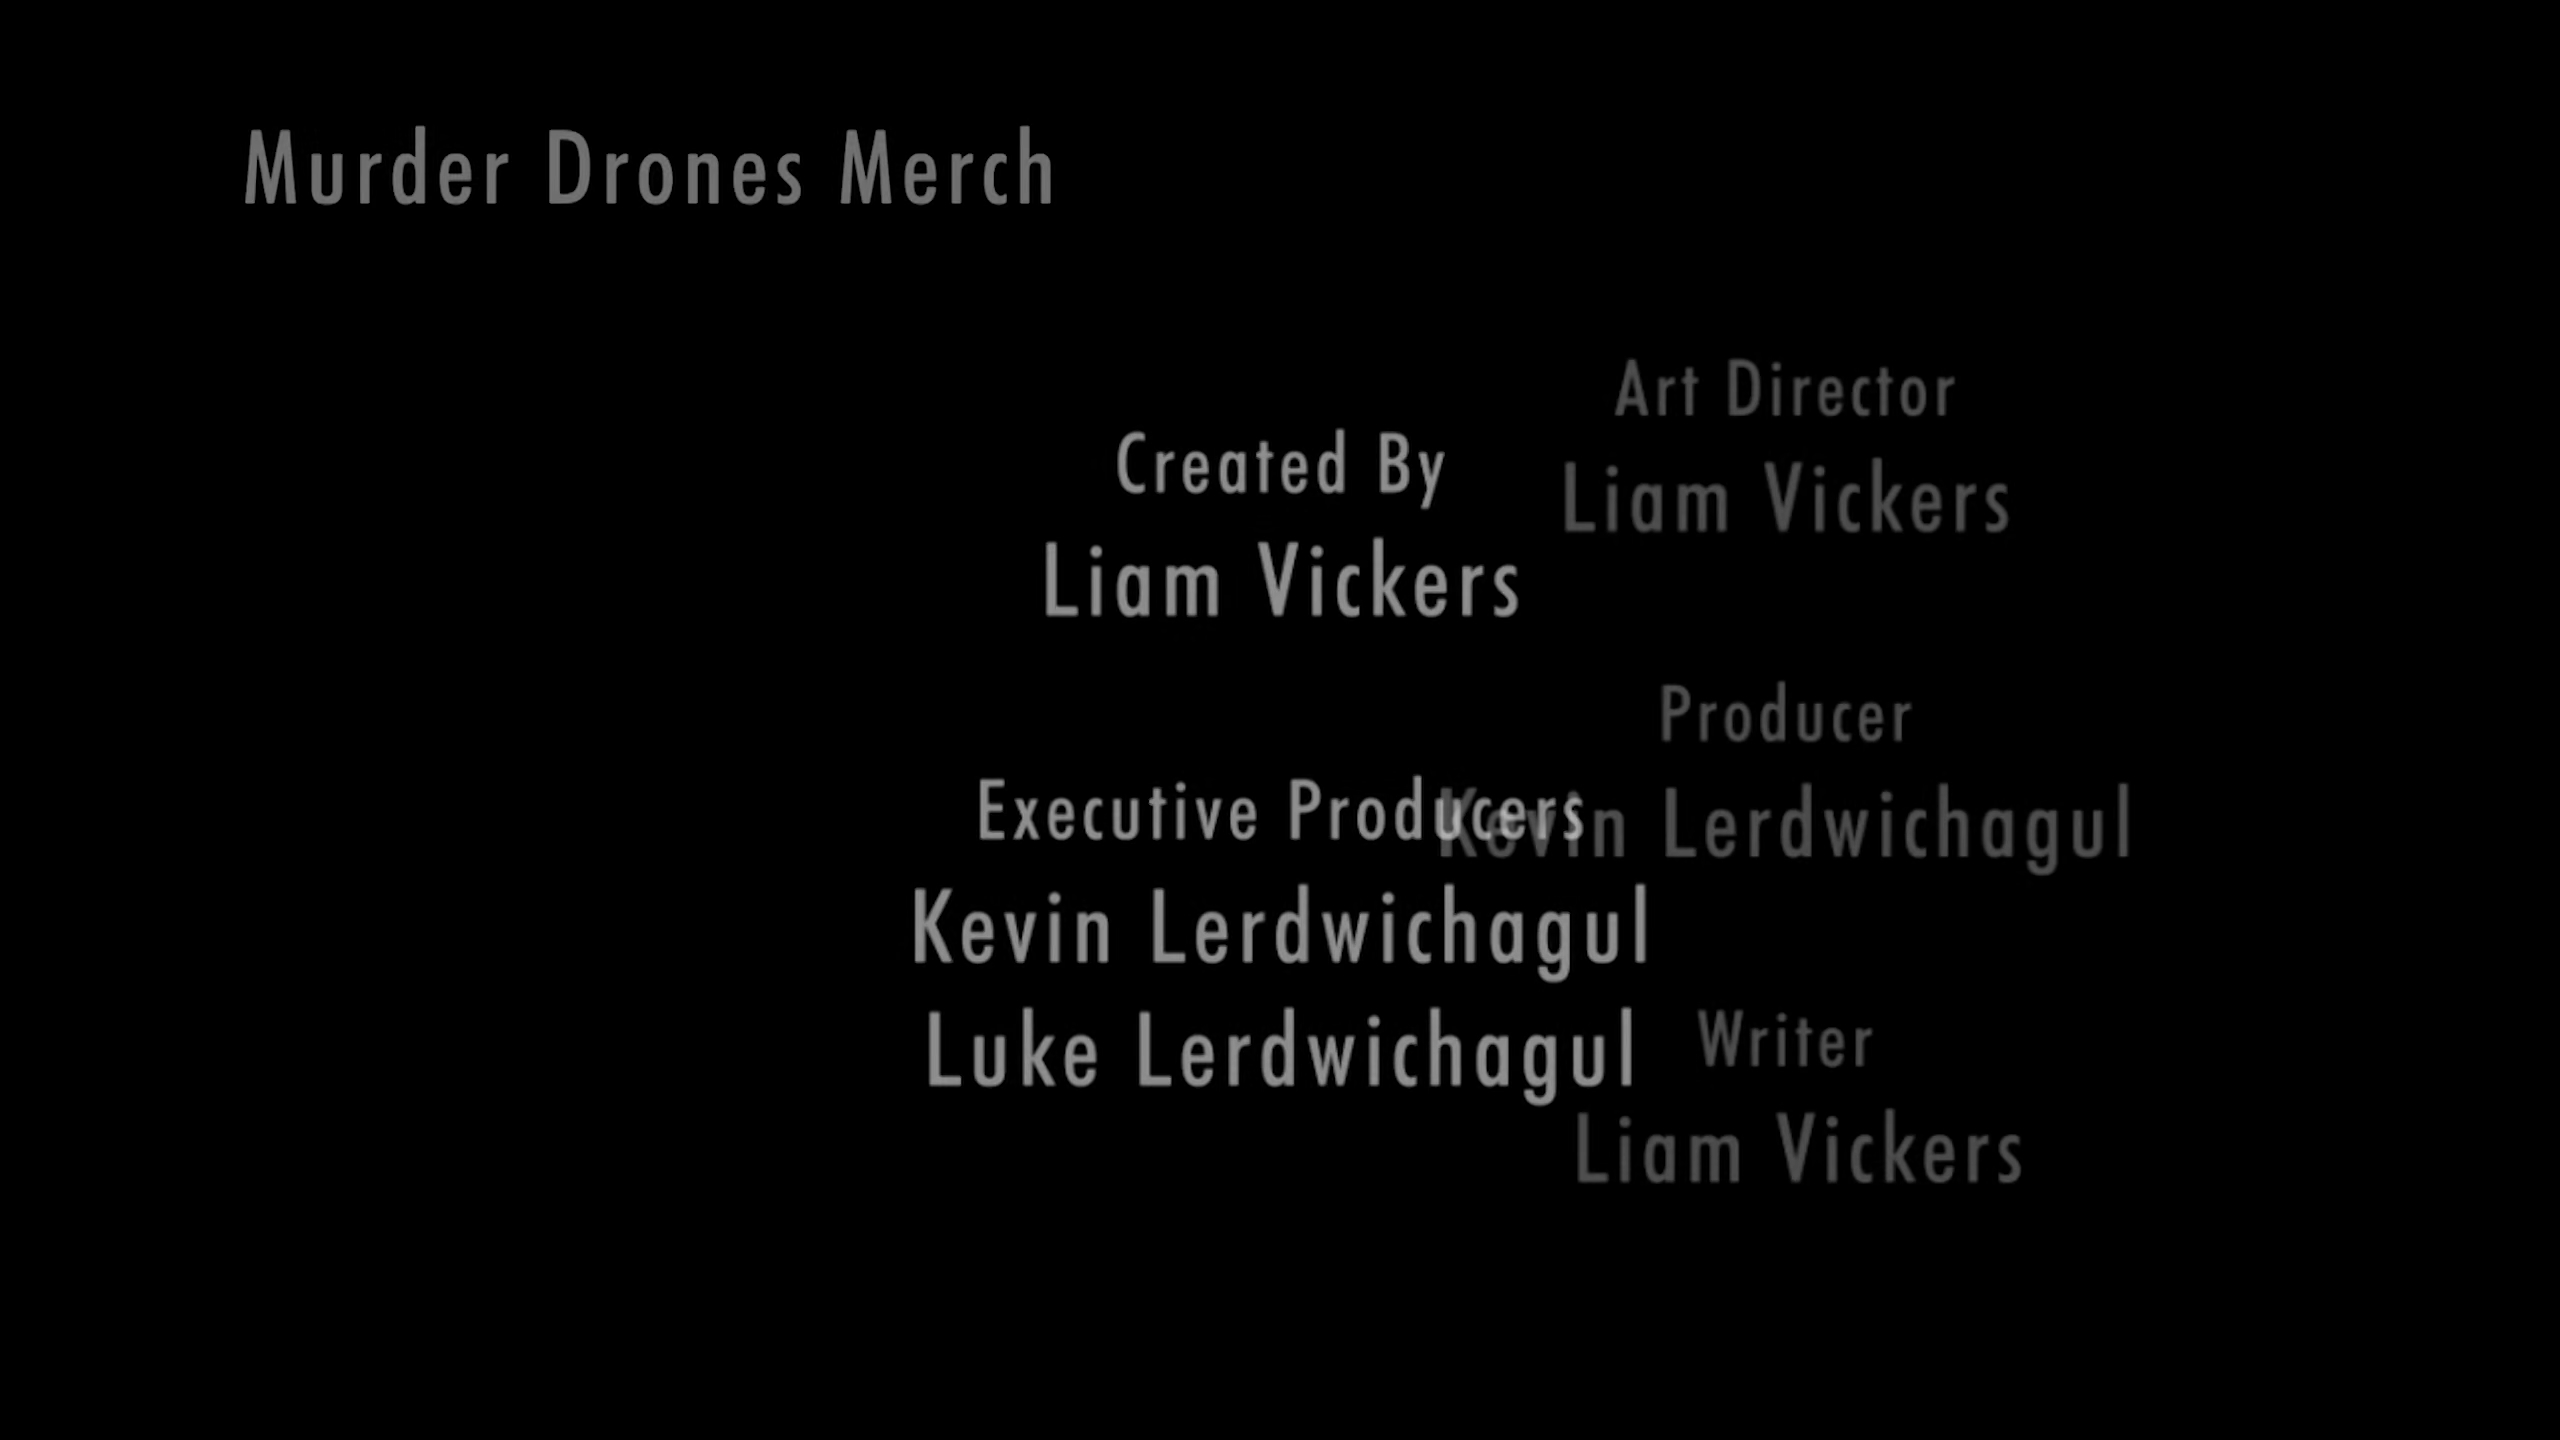 Murder Drones Merch
Created By
Liam Vickers
Executive Producers
Kevin Lerdwichagul
Luke Lerdwichagul
Art Director
Liam Vickers
Producer
Kevin Lerdwichagul
Writer
Liam Vickers